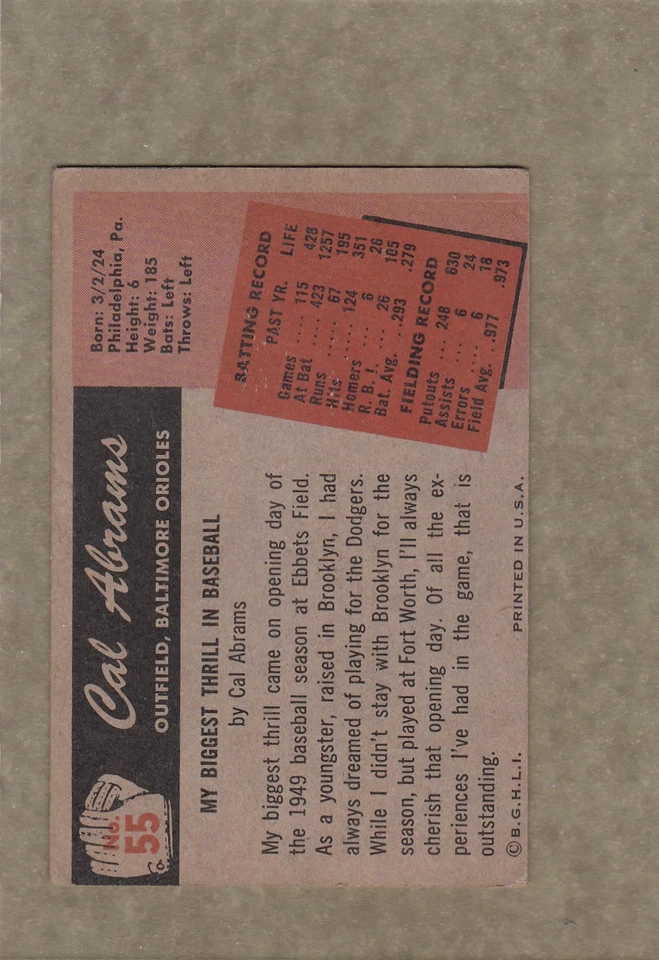 No. 55
Cal Abrams
OUTFIELD, BALTIMORE ORIOLES
Born: 3/2/24
Philadelphia, Pa.
Height: 6
Weight: 185
Bats: Left
Throws: Left
MY BIGGEST THRILL IN BASEBALL
by Cal Abrams
My biggest thrill came on opening day of
the 1949 baseball season at Ebbets Field.
As a youngster, raised in Brooklyn, I had
always dreamed of playing for the Dodgers.
While I didn't stay with Brooklyn for the
season, but played at Fort Worth, I'll always
cherish that opening day. Of all the ex-
periences I've had in the game, that is
outstanding.
BATTING RECORD
PAST YR. LIFE
Games .... 115 428
At Bat .... 423 1257
Runs ..... 67 195
Hits .... 124 351
Homers .... 6 26
R. B. I. .... 26 105
Bat. Avg. .. .293 .279
FIELDING RECORD
Putouts ... 248 630
Assists .... 6 24
Errors .... 6 18
Field Avg. .. .977 .973
© B.G.H.L.I. PRINTED IN U.S.A.